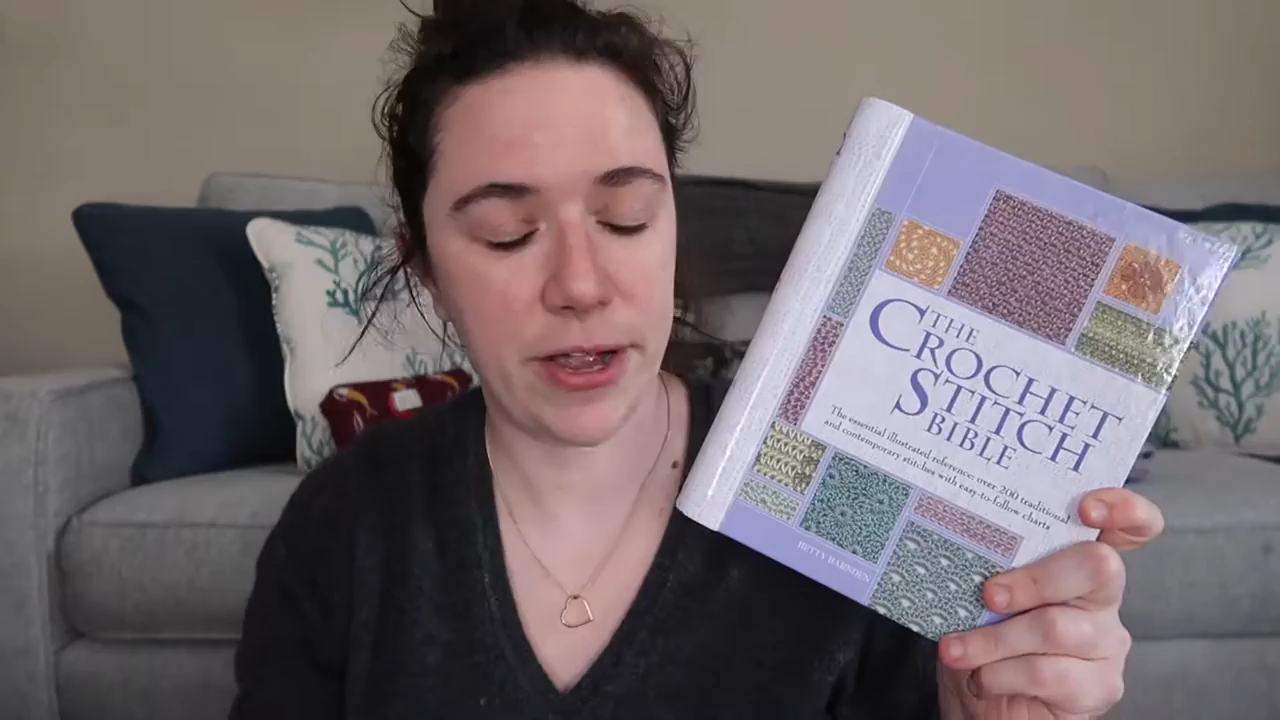 THE
CROCHET
STITCH
BIBLE
The essential illustrated reference: over 200 traditional
and contemporary stitches with easy-to-follow charts
BETTY BARNDEN